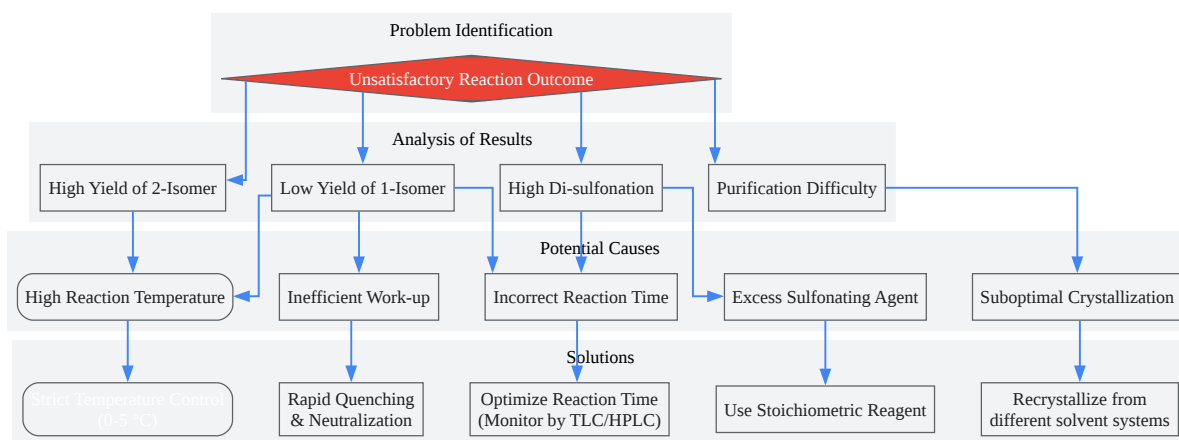 Problem Identification
Unsatisfactory Reaction Outcome
Analysis of Results
High Yield of 2-Isomer
Low Yield of 1-Isomer
High Di-sulfonation
Purification Difficulty
Potential Causes
High Reaction Temperature
Inefficient Work-up
Incorrect Reaction Time
Excess Sulfonating Agent
Suboptimal Crystallization
Solutions
Strict Temperature Control
(0-5 °C)
Rapid Quenching
& Neutralization
Optimize Reaction Time
(Monitor by TLC/HPLC)
Use Stoichiometric Reagent
Recrystallize from
different solvent systems